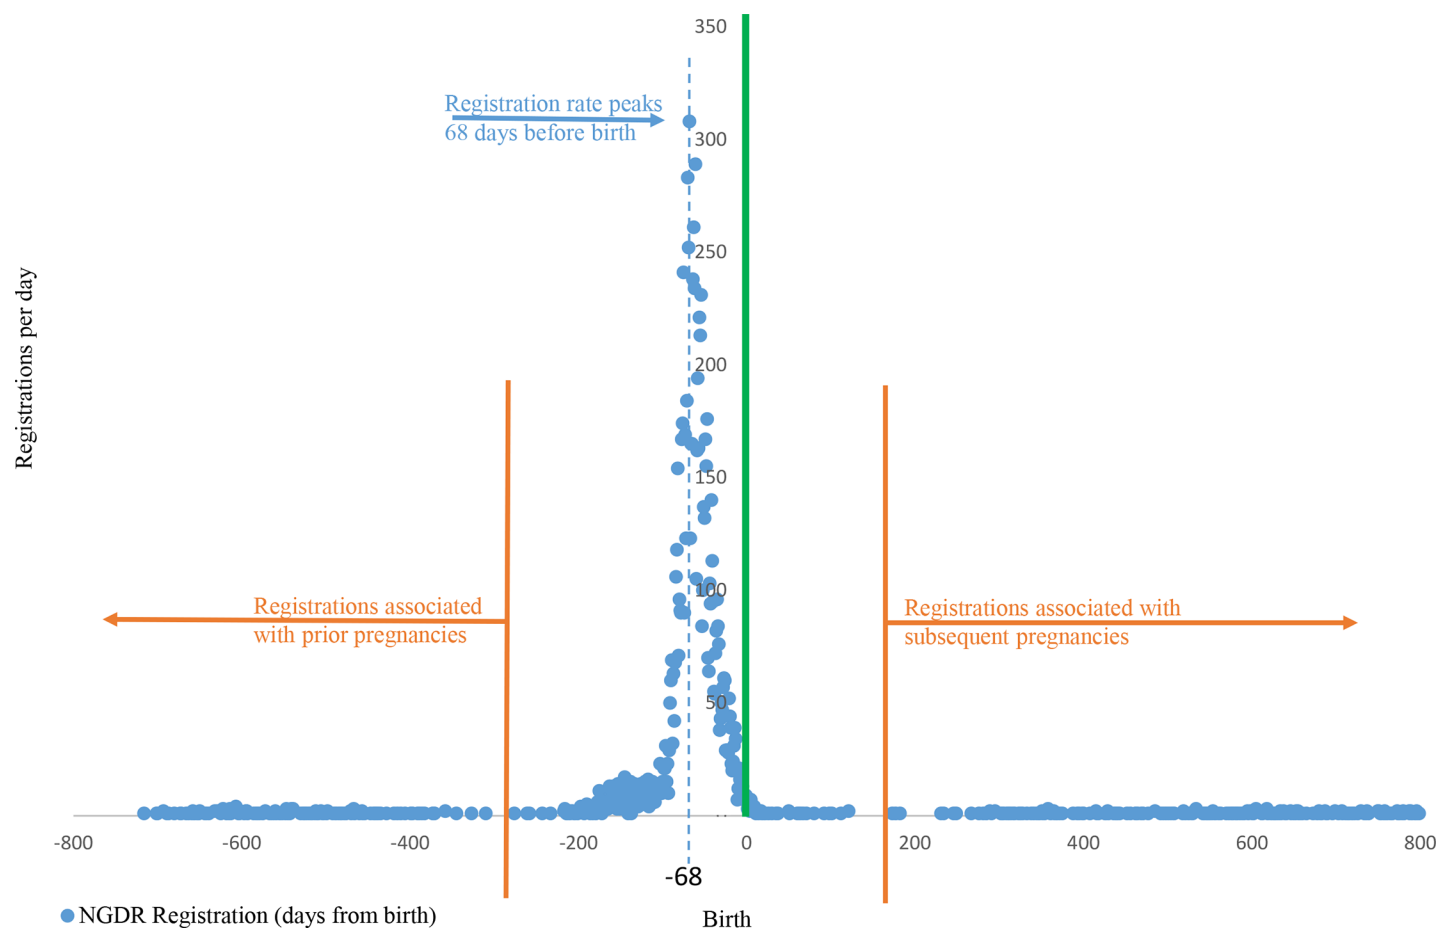 350
Registration rate peaks
68 days before birth
300
250
Registrations per day
200
150
100
Registrations associated
with prior pregnancies
Registrations associated with
subsequent pregnancies
50
-800
-600
-400
-200
0
200
400
600
800
-68
NGDR Registration (days from birth)
Birth